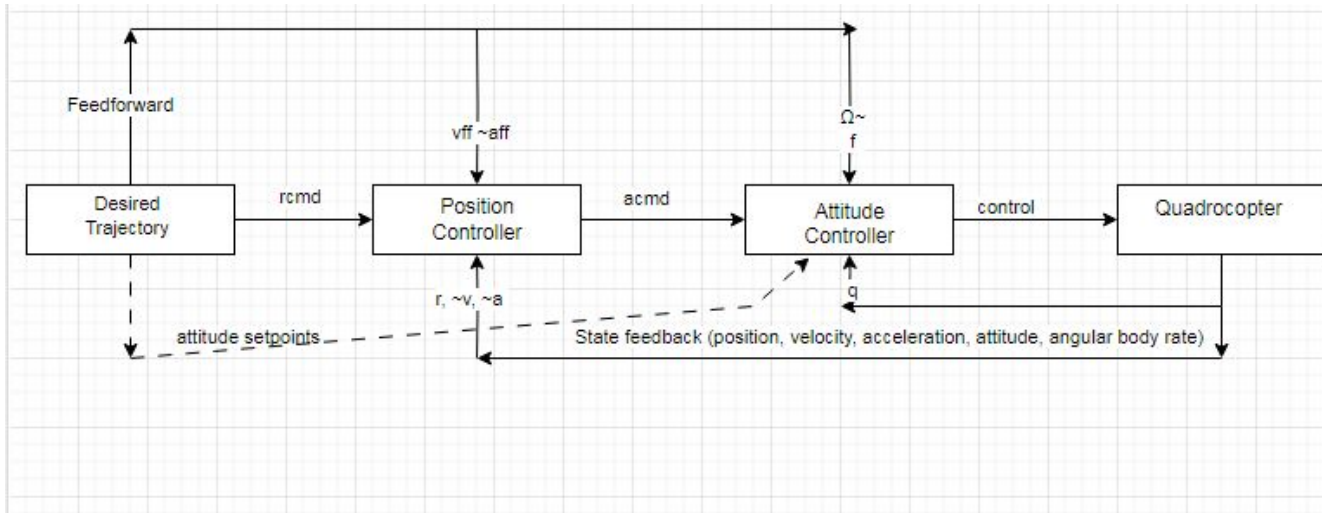 Feedforward
vff ~aff
Ω~
f
Desired
Trajectory
rcmd
Position
Controller
acmd
Attitude
Controller
control
Quadrocopter
r, ~v, ~a
q
attitude setpoints
State feedback (position, velocity, acceleration, attitude, angular body rate)